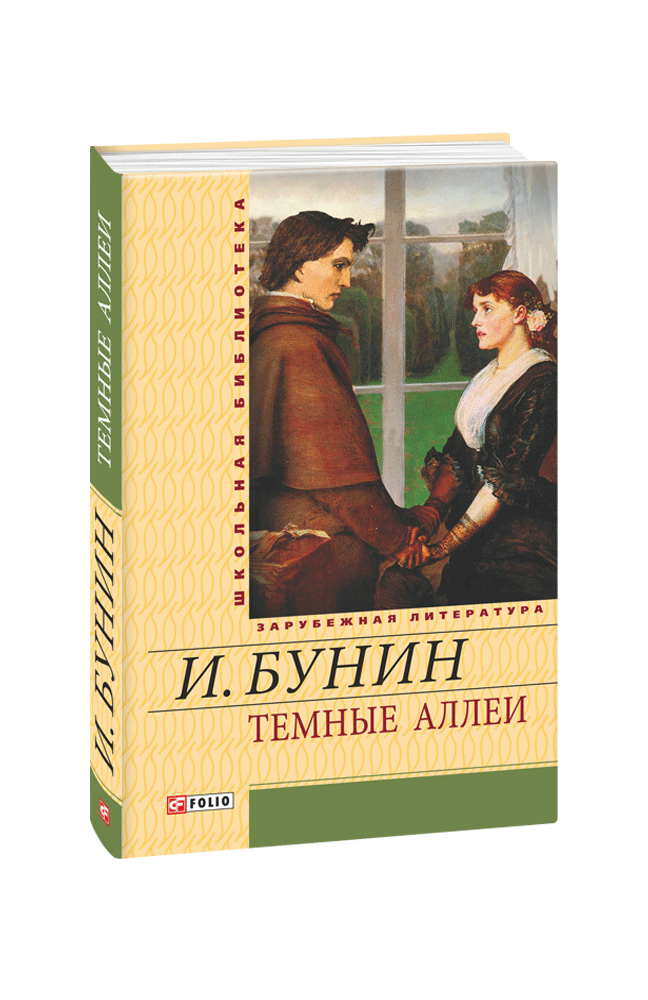 ТЕМНЫЕ АЛЛЕИ
И. БУНИН
ШКОЛЬНАЯ БИБЛИОТЕКА
ЗАРУБЕЖНАЯ ЛИТЕРАТУРА
И. БУНИН
ТЕМНЫЕ АЛЛЕИ
FOLIO